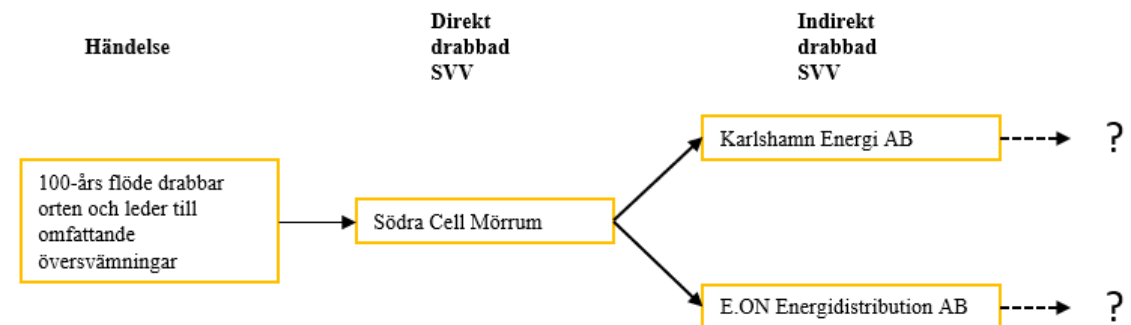 Händelse
Direkt
drabbad
SVV
Indirekt
drabbad
SVV
100-års flöde drabbar
orten och leder till
omfattande
översvämningar
Södra Cell Mörrum
Karlshamn Energi AB
?
E.ON Energidistribution AB
?